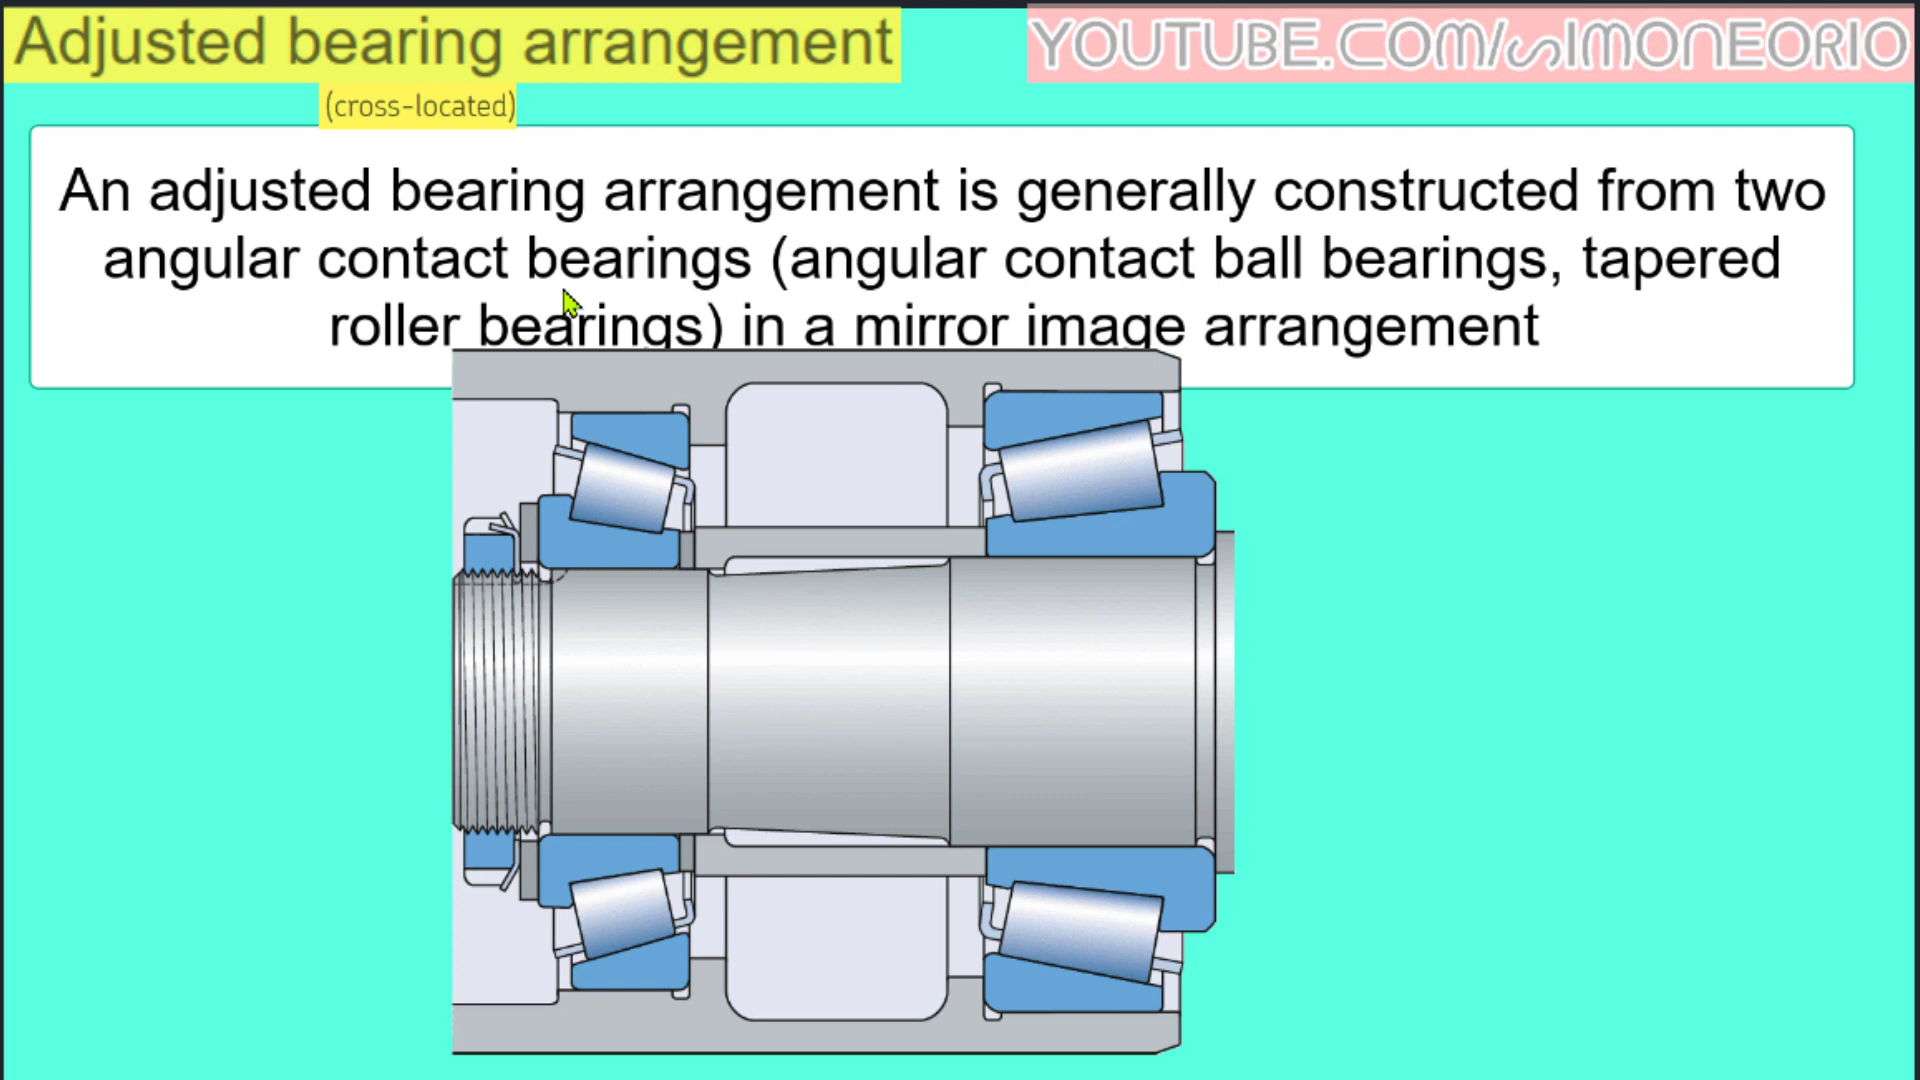 Adjusted bearing arrangement
YOUTUBE.COM/SIMONEORIO
(cross-located)
An adjusted bearing arrangement is generally constructed from two
angular contact bearings (angular contact ball bearings, tapered
roller bearings) in a mirror image arrangement